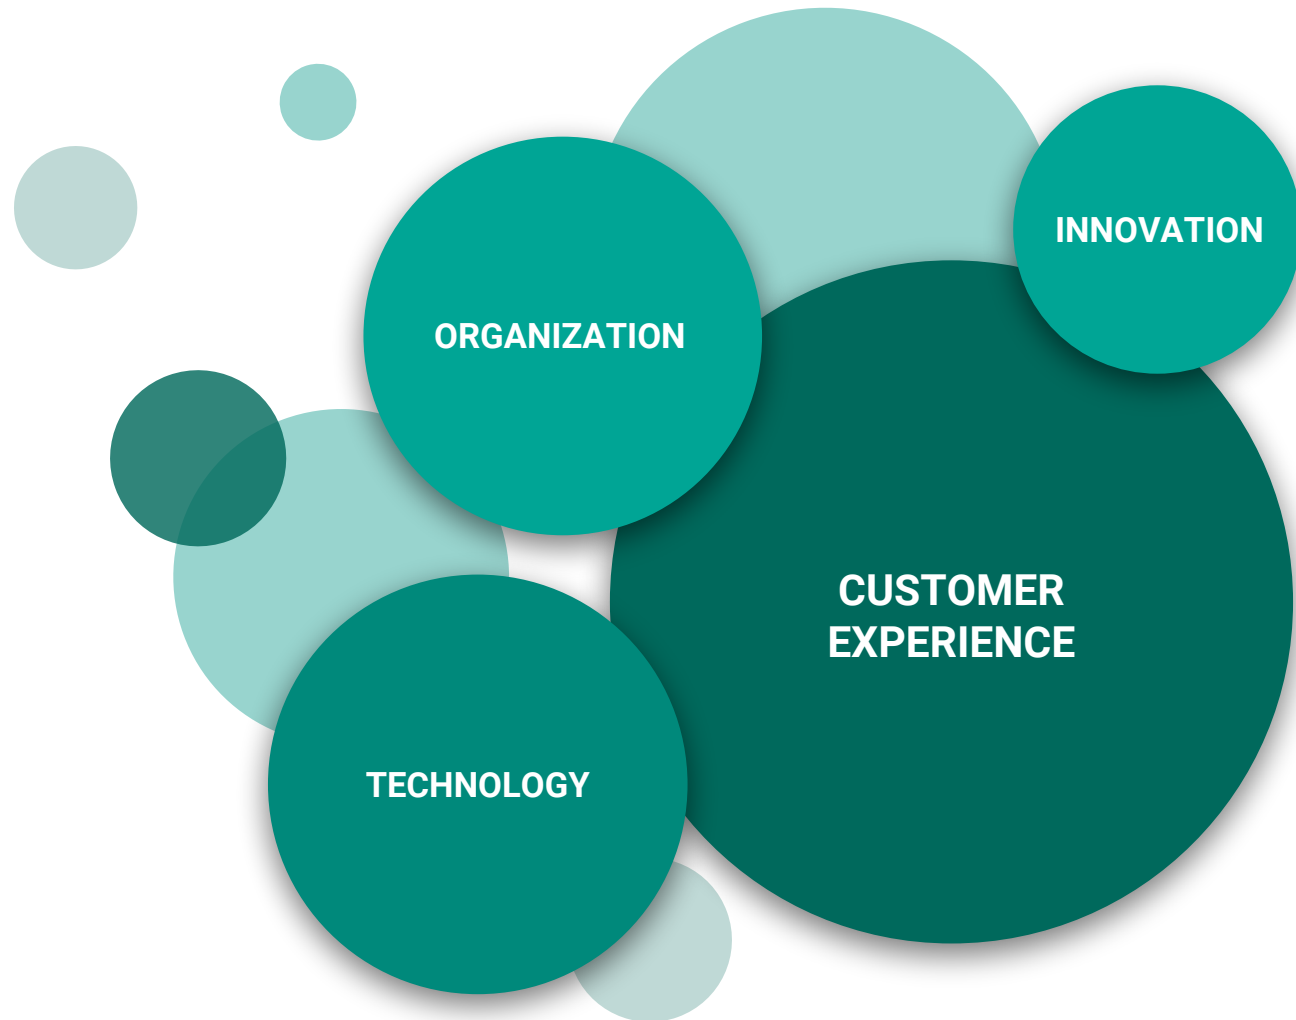 INNOVATION
ORGANIZATION
CUSTOMER
EXPERIENCE
TECHNOLOGY